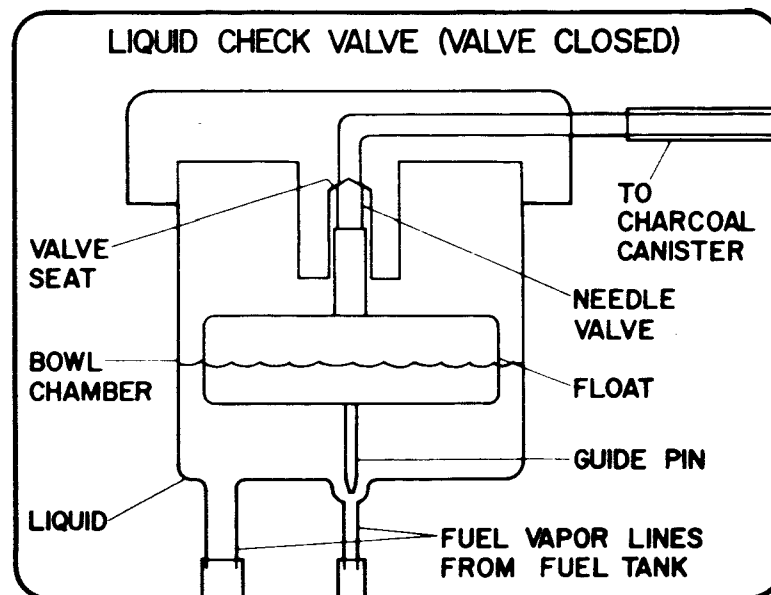 LIQUID CHECK VALVE (VALVE CLOSED)
TO
CHARCOAL
CANISTER
VALVE
SEAT
NEEDLE
VALVE
BOWL
CHAMBER
FLOAT
GUIDE PIN
LIQUID
FUEL VAPOR LINES
FROM FUEL TANK